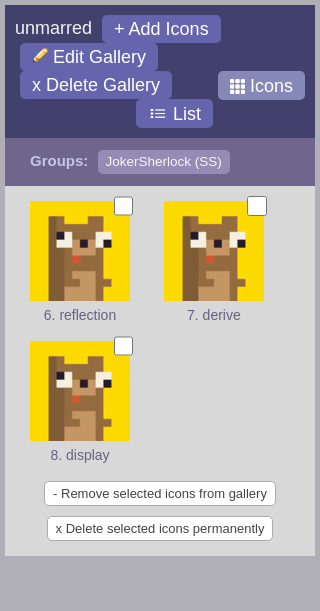 unmarred + Add Icons
Edit Gallery
x Delete Gallery Icons
List
Groups: JokerSherlock (SS)
6. reflection 7. derive
8. display
- Remove selected icons from gallery
x Delete selected icons permanently